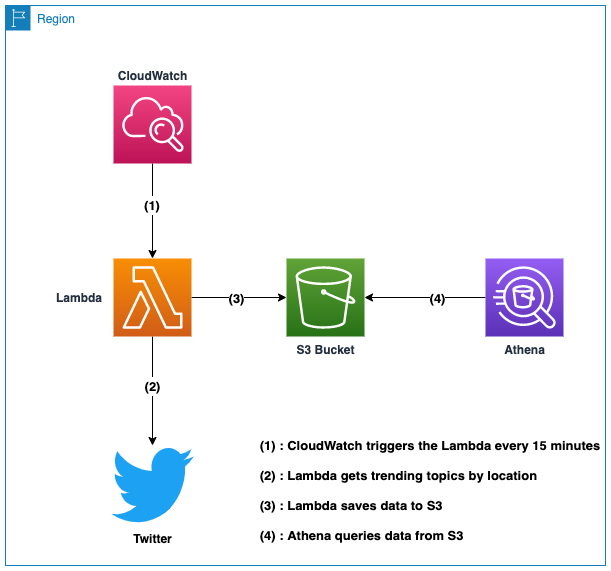 Region
CloudWatch
(1)
Lambda
(3)
(4)
S3 Bucket
Athena
(2)
Twitter
(1) : CloudWatch triggers the Lambda every 15 minutes
(2) : Lambda gets trending topics by location
(3) : Lambda saves data to S3
(4) : Athena queries data from S3